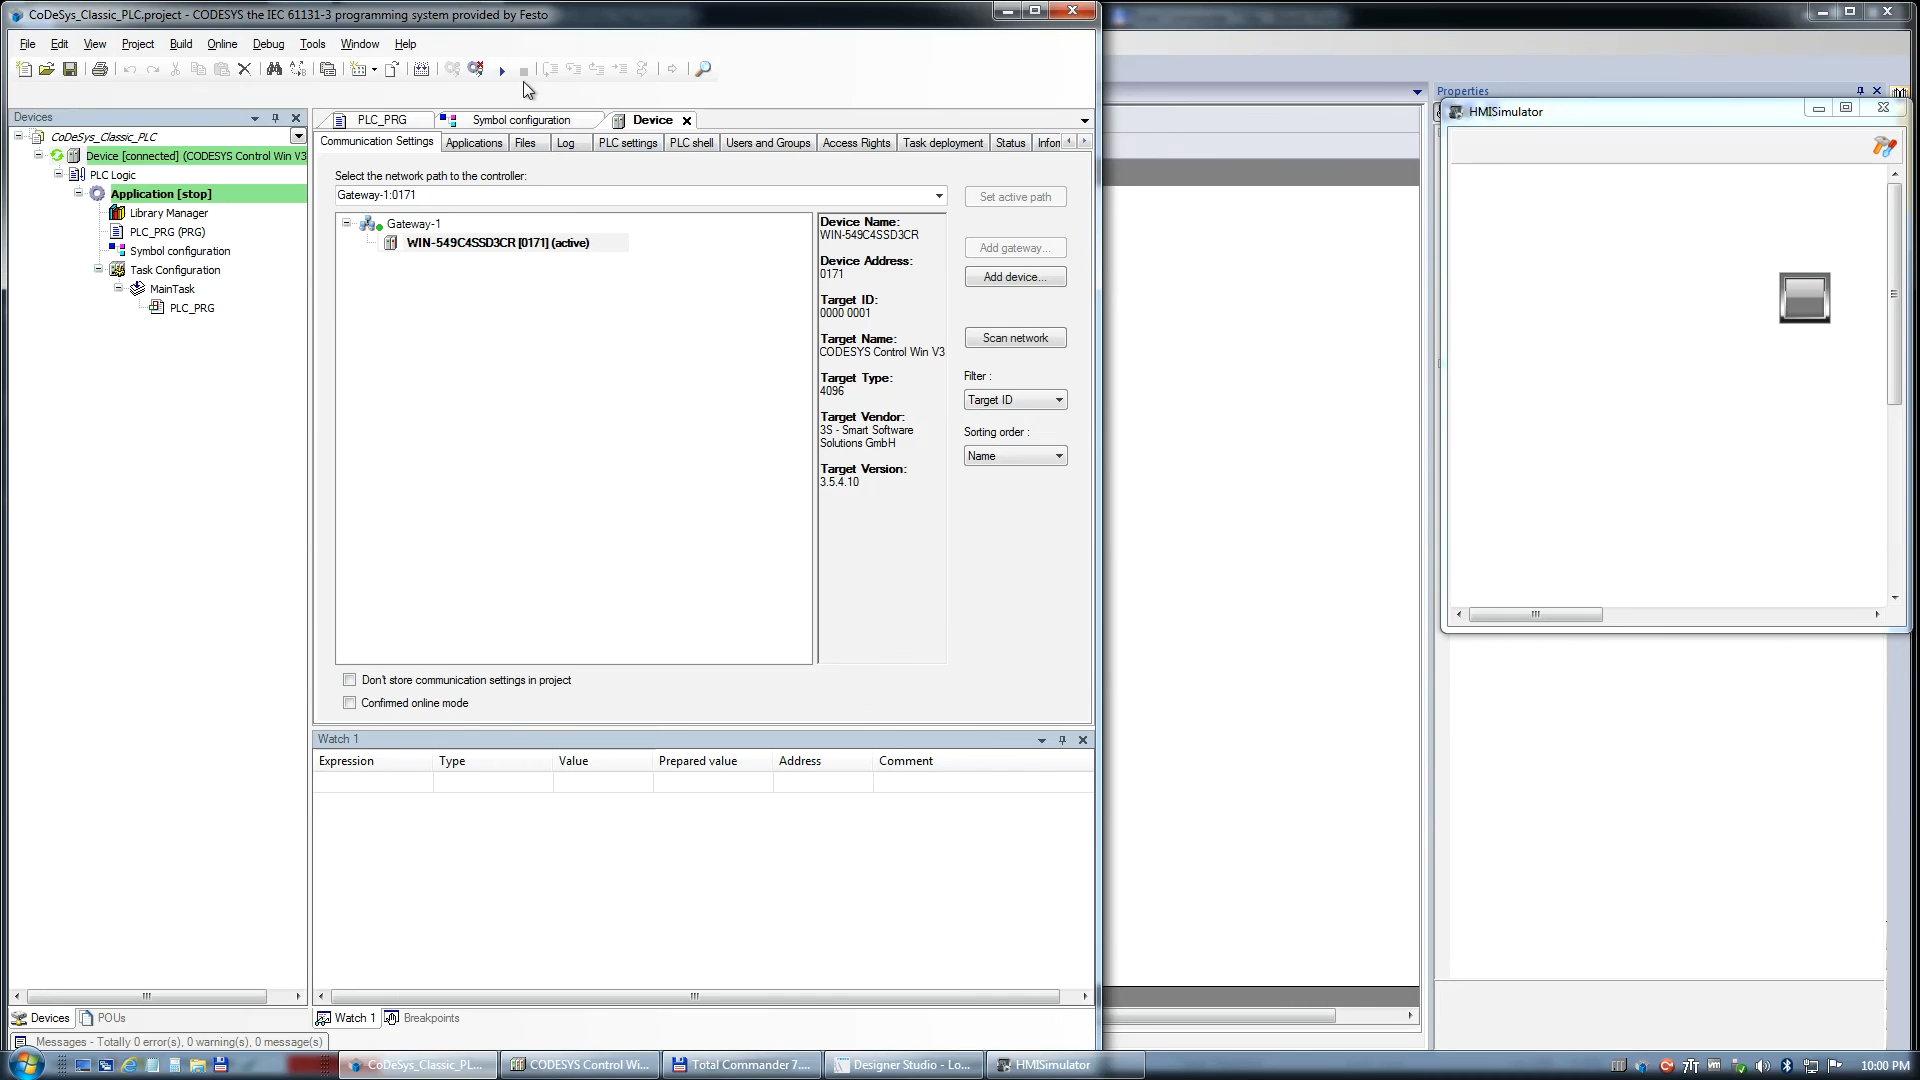 CoDeSys_Classic_PLC.project - CODESYS the IEC 61131-3 programming system provided by Festo
File Edit View Project Build Online Debug Tools Window Help
Devices
CoDeSys_Classic_PLC
Device [connected] (CODESYS Control Win V3
PLC Logic
Application [stop]
Library Manager
PLC_PRG (PRG)
Symbol configuration
Task Configuration
MainTask
PLC_PRG
PLC_PRG Symbol configuration Device
Communication Settings Applications Files Log PLC settings PLC shell Users and Groups Access Rights Task deployment Status Inforr
Select the network path to the controller:
Gateway-1:0171
Set active path
Gateway-1
WIN-549C4SSD3CR [0171] (active)
Device Name:
WIN-549C4SSD3CR
Device Address:
0171
Target ID:
0000 0001
Target Name:
CODESYS Control Win V3
Target Type:
4096
Target Vendor:
3S - Smart Software
Solutions GmbH
Target Version:
3.5.4.10
Add gateway...
Add device...
Scan network
Filter :
Target ID
Sorting order :
Name
Don't store communication settings in project
Confirmed online mode
Watch 1
Expression Type Value Prepared value Address Comment
Watch 1 Breakpoints
Devices POUs
Messages - Totally 0 error(s), 0 warning(s), 0 message(s)
Properties
HMISimulator
CoDeSys_Classic_PL... CODESYS Control Wi... Total Commander 7.... Designer Studio - Lo... HMISimulator
10:00 PM